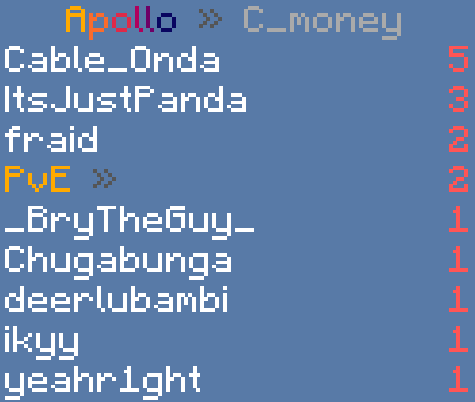 Apollo » C_money
Cable_Onda 5
ItsJustPanda 3
fraid 2
PvE » 2
_BryTheGuy_ 1
Chugabunga 1
deerlubambi 1
ikyy 1
yeahr1ght 1